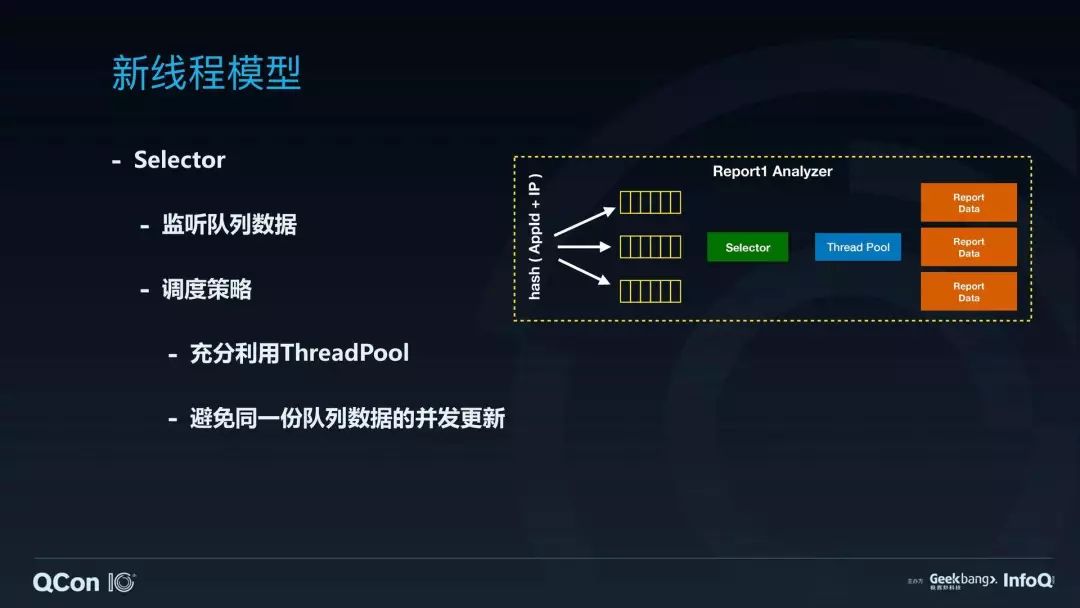 新线程模型
- Selector
- 监听队列数据
- 调度策略
- 充分利用ThreadPool
- 避免同一份队列数据的并发更新
Report1 Analyzer
hash ( AppId + IP )
Selector
Thread Pool
Report
Data
Report
Data
Report
Data
QCon 10
主办方
Geekbang>.
极客邦科技
InfoQ